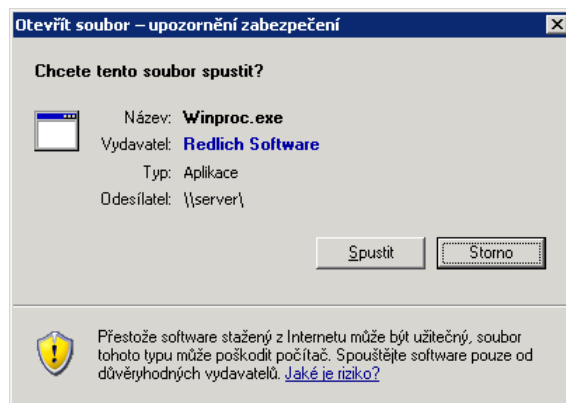 Otevřít soubor – upozornění zabezpečení
Chcete tento soubor spustit?
Název: Winproc.exe
Vydavatel: Redlich Software
Typ: Aplikace
Odesílatel: \\server\
Spustit Storno
Přestože software stažený z Internetu může být užitečný, soubor
tohoto typu může poškodit počítač. Spouštějte software pouze od
důvěryhodných vydavatelů. Jaké je riziko?